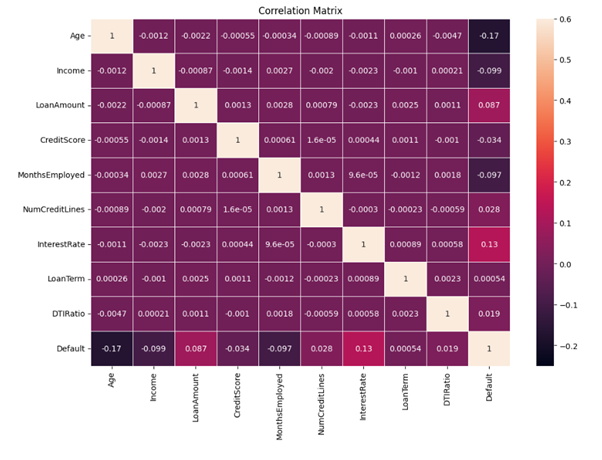 Correlation Matrix
Age 1 -0.0012 -0.0022 -0.00055 -0.00034 -0.00089 -0.0011 0.00026 -0.0047 -0.17
Income -0.0012 1 -0.00087 -0.0014 0.0027 -0.002 -0.0023 -0.001 0.00021 -0.099
LoanAmount -0.0022 -0.00087 1 0.0013 0.0028 0.00079 -0.0023 0.0025 0.0011 0.087
CreditScore -0.00055 -0.0014 0.0013 1 0.00061 1.6e-05 0.00044 0.0011 -0.001 -0.034
MonthsEmployed -0.00034 0.0027 0.0028 0.00061 1 0.0013 9.6e-05 -0.0012 0.0018 -0.097
NumCreditLines -0.00089 -0.002 0.00079 1.6e-05 0.0013 1 -0.0003 -0.00023 -0.00059 0.028
InterestRate -0.0011 -0.0023 -0.0023 0.00044 9.6e-05 -0.0003 1 0.00089 0.00058 0.13
LoanTerm 0.00026 -0.001 0.0025 0.0011 -0.0012 -0.00023 0.00089 1 0.0023 0.00054
DTIRatio -0.0047 0.00021 0.0011 -0.001 0.0018 -0.00059 0.00058 0.0023 1 0.019
Default -0.17 -0.099 0.087 -0.034 -0.097 0.028 0.13 0.00054 0.019 1
Age Income LoanAmount CreditScore MonthsEmployed NumCreditLines InterestRate LoanTerm DTIRatio Default
0.6
0.5
0.4
0.3
0.2
0.1
0.0
-0.1
-0.2